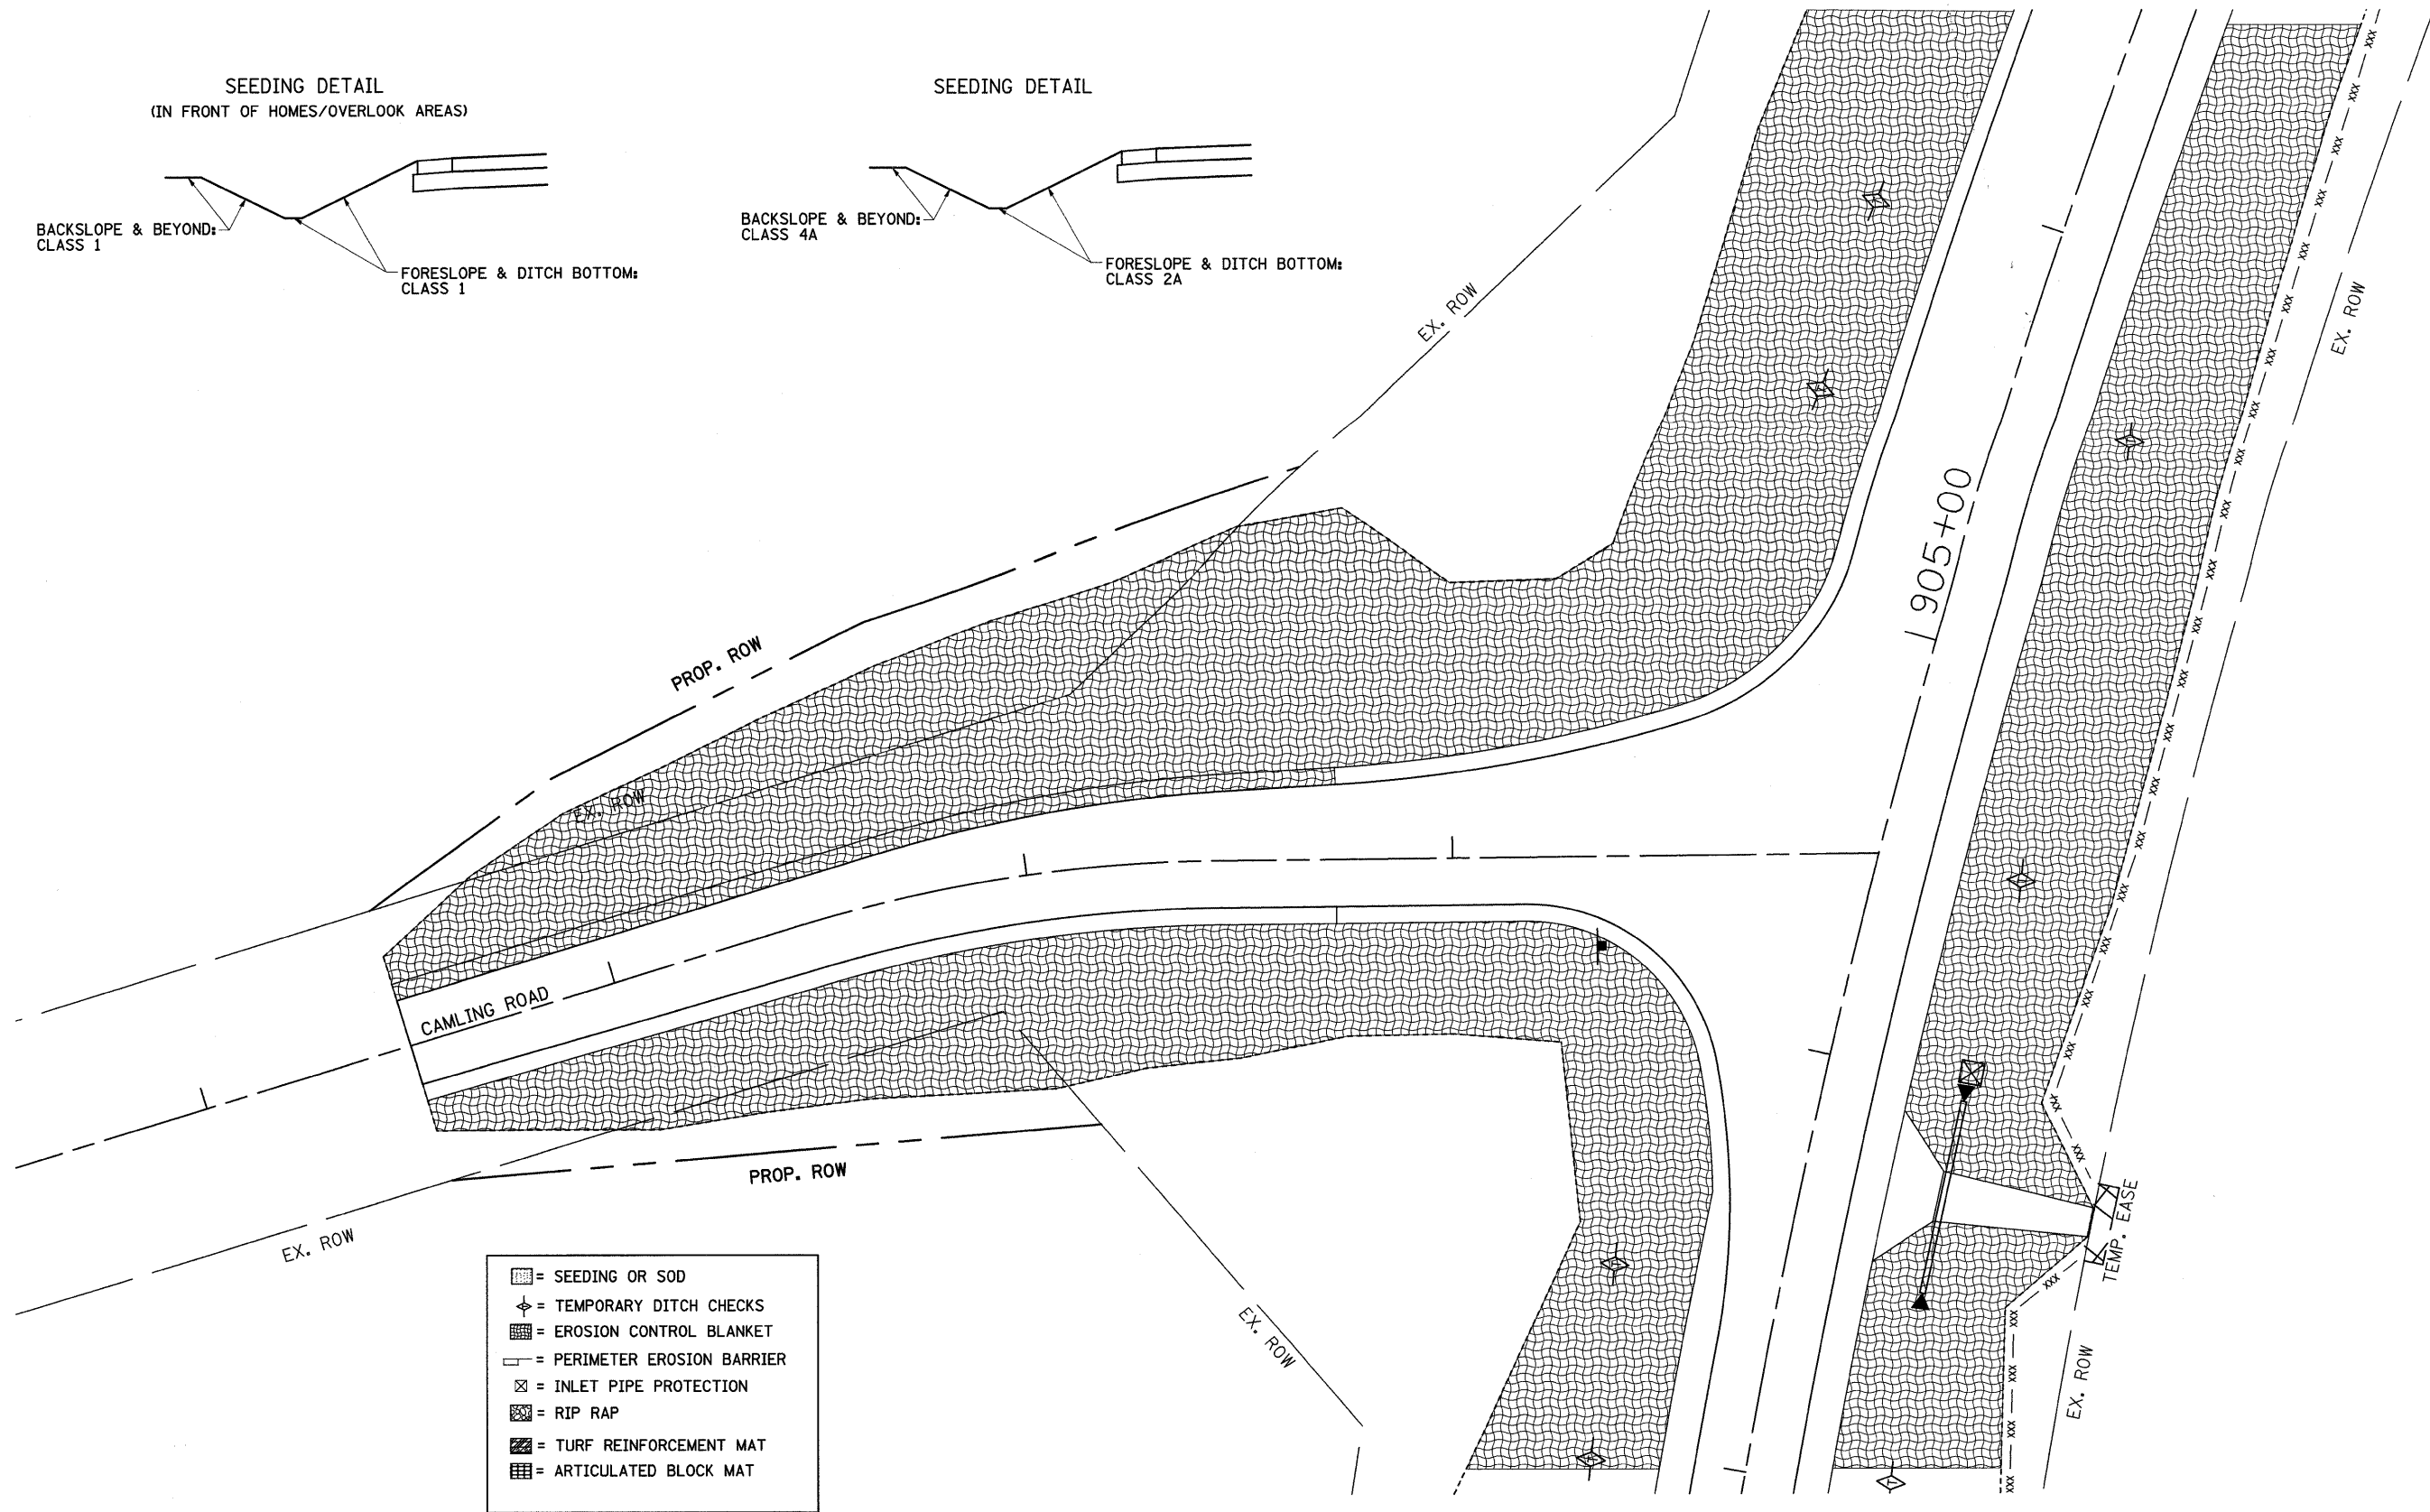 SEEDING DETAIL
(IN FRONT OF HOMES/OVERLOOK AREAS)
BACKSLOPE & BEYOND:
CLASS 1
FORESLOPE & DITCH BOTTOM:
CLASS 1
SEEDING DETAIL
BACKSLOPE & BEYOND:
CLASS 4A
FORESLOPE & DITCH BOTTOM:
CLASS 2A
EX. ROW
EX. ROW
905+00
PROP. ROW
EX. ROW
CAMLING ROAD
PROP. ROW
EX. ROW
EX. ROW
TEMP. EASE
EX. ROW
= SEEDING OR SOD
= TEMPORARY DITCH CHECKS
= EROSION CONTROL BLANKET
= PERIMETER EROSION BARRIER
= INLET PIPE PROTECTION
= RIP RAP
= TURF REINFORCEMENT MAT
= ARTICULATED BLOCK MAT